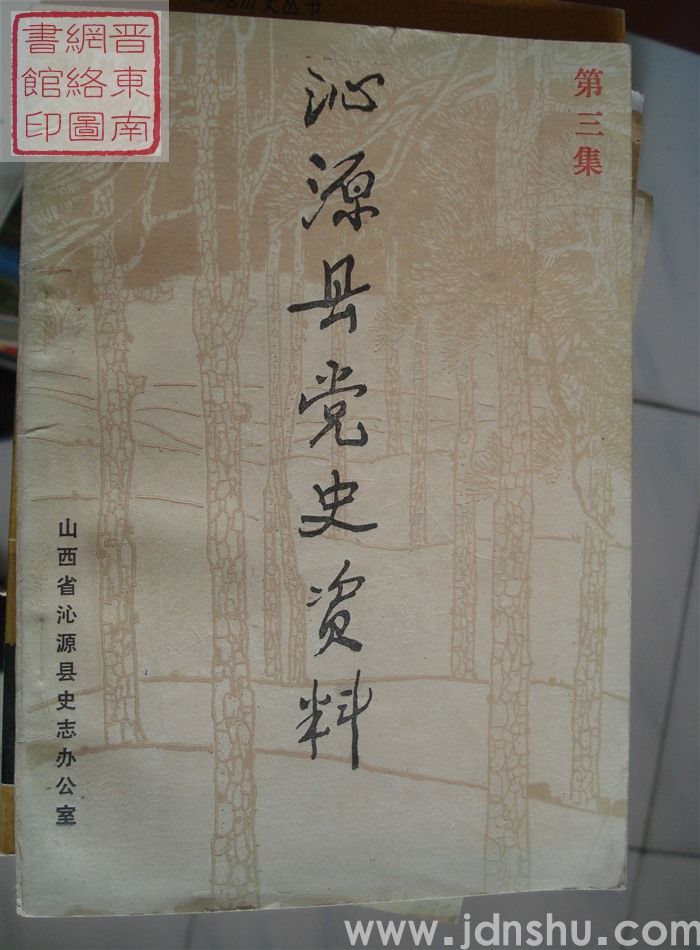 晋東南
網絡圖
書館印
第三集
沁源县党史资料
山西省沁源县史志办公室
www.jdnshu.com